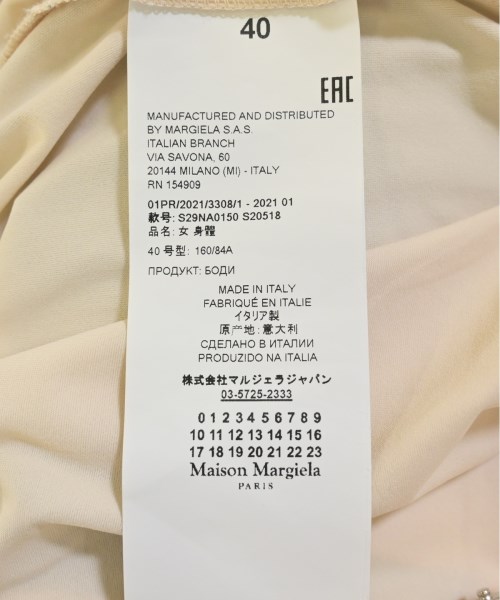 40
EAC
MANUFACTURED AND DISTRIBUTED
BY MARGIELA S.A.S.
ITALIAN BRANCH
VIA SAVONA, 60
20144 MILANO (MI) - ITALY
RN 154909
01PR/2021/3308/1 - 2021 01
款号: S29NA0150 S20518
品名: 女 身體
40 号型: 160/84A
ПРОДУКТ: БОДИ
MADE IN ITALY
FABRIQUÉ EN ITALIE
イタリア製
原产地: 意大利
СДЕЛАНО В ИТАЛИИ
PRODUZIDO NA ITALIA
株式会社マルジェラジャパン
03-5725-2333
0 1 2 3 4 5 6 7 8 9
10 11 12 13 14 15 16
17 18 19 20 21 22 23
Maison Margiela
PARIS